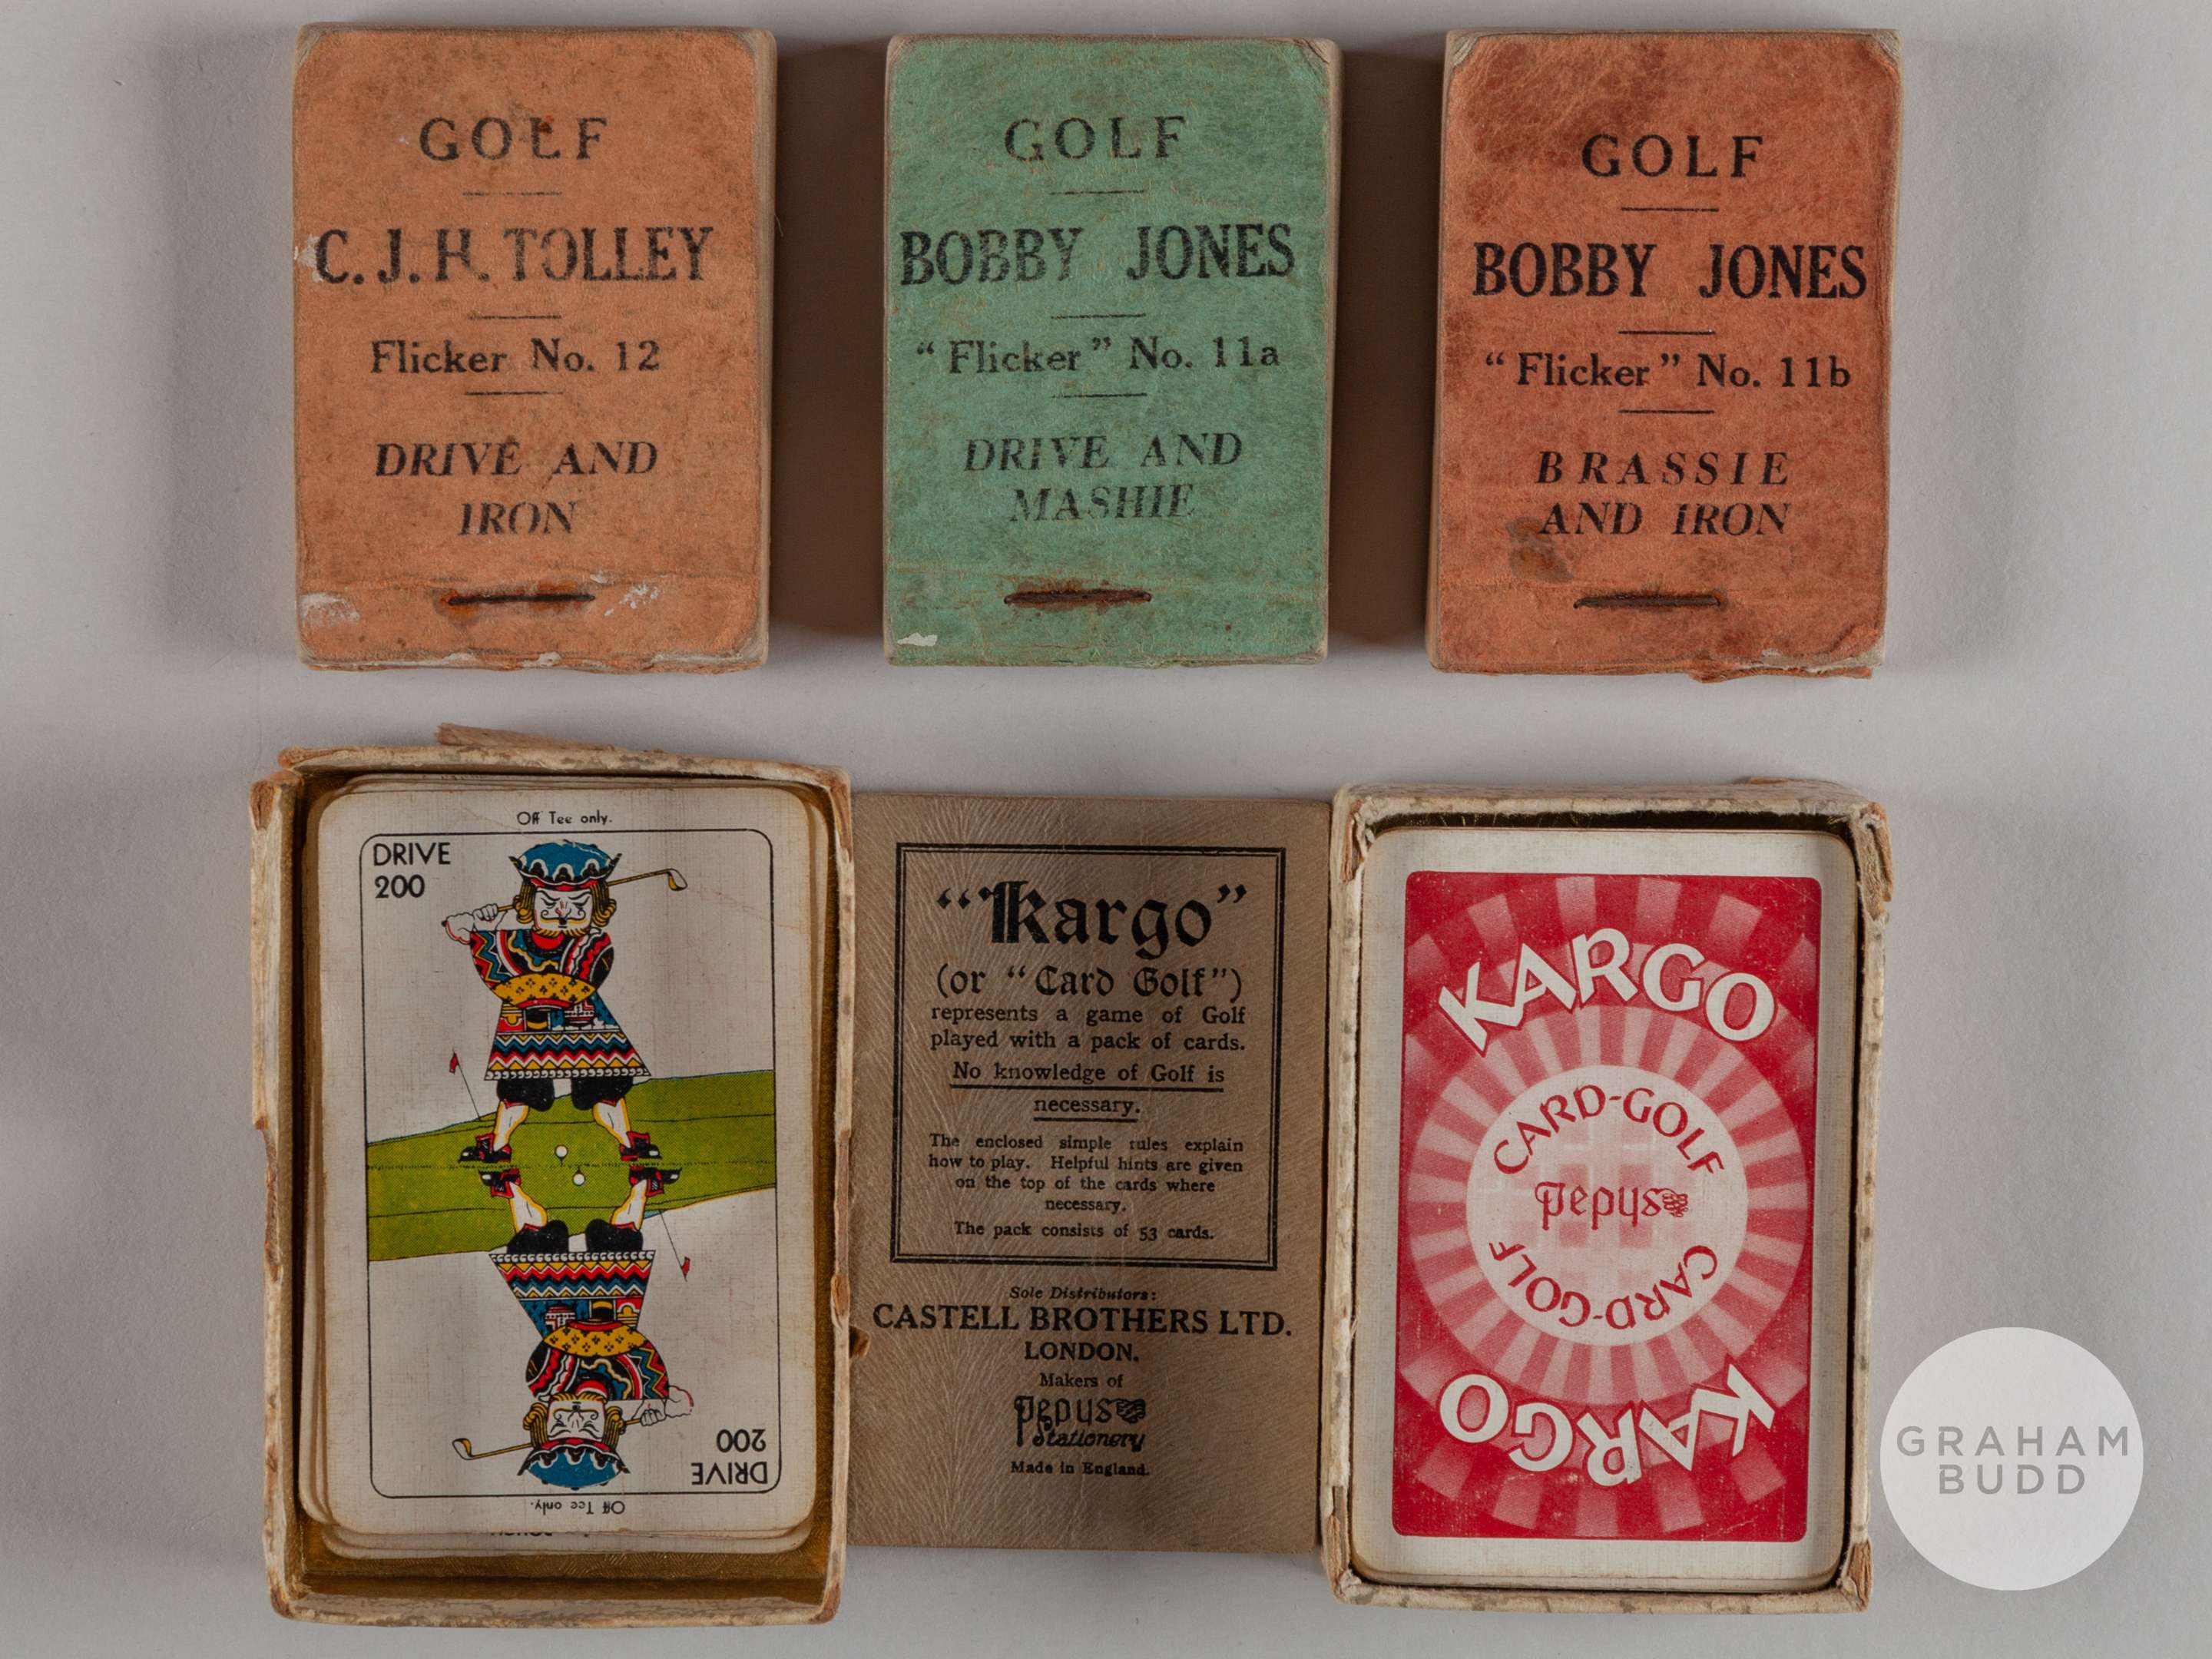 GOLF
C. J. H. TOLLEY
Flicker No. 12
DRIVE AND
IRON
GOLF
BOBBY JONES
"Flicker" No. 11a
DRIVE AND
MASHIE
GOLF
BOBBY JONES
"Flicker" No. 11b
BRASSIE
AND IRON
Off Tee only.
DRIVE
200
DRIVE
200
Off Tee only.
"Kargo"
(or "Card Golf")
represents a game of Golf
played with a pack of cards.
No knowledge of Golf is
necessary.
The enclosed simple rules explain
how to play. Helpful hints are given
on the top of the cards where
necessary.
The pack consists of 53 cards.
Sole Distributors:
CASTELL BROTHERS LTD.
LONDON.
Makers of
Pepys
Stationery
Made in England.
KARGO
CARD-GOLF
Pepys
CARD-GOLF
KARGO
GRAHAM
BUDD